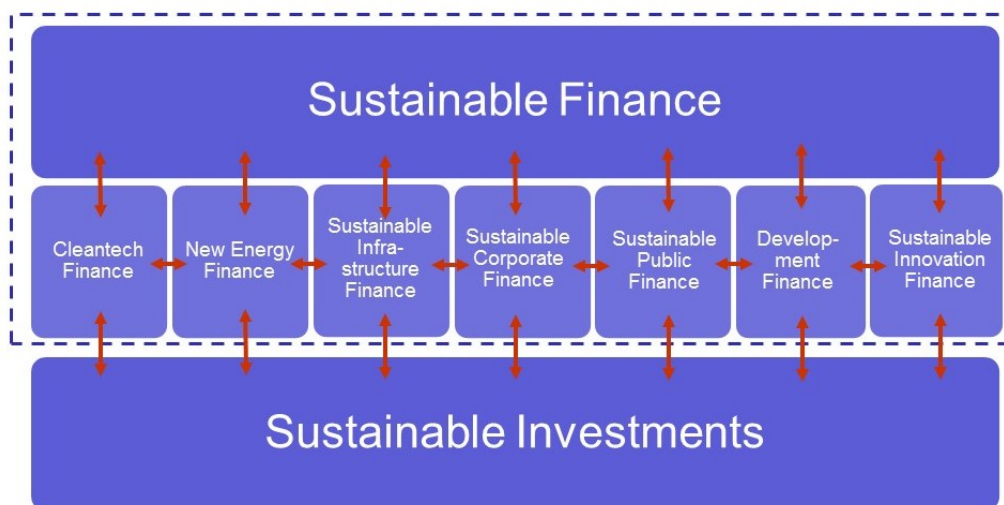 Sustainable Finance
Cleantech
Finance
New Energy
Finance
Sustainable
Infra-
structure
Finance
Sustainable
Corporate
Finance
Sustainable
Public
Finance
Develop-
ment
Finance
Sustainable
Innovation
Finance
Sustainable Investments